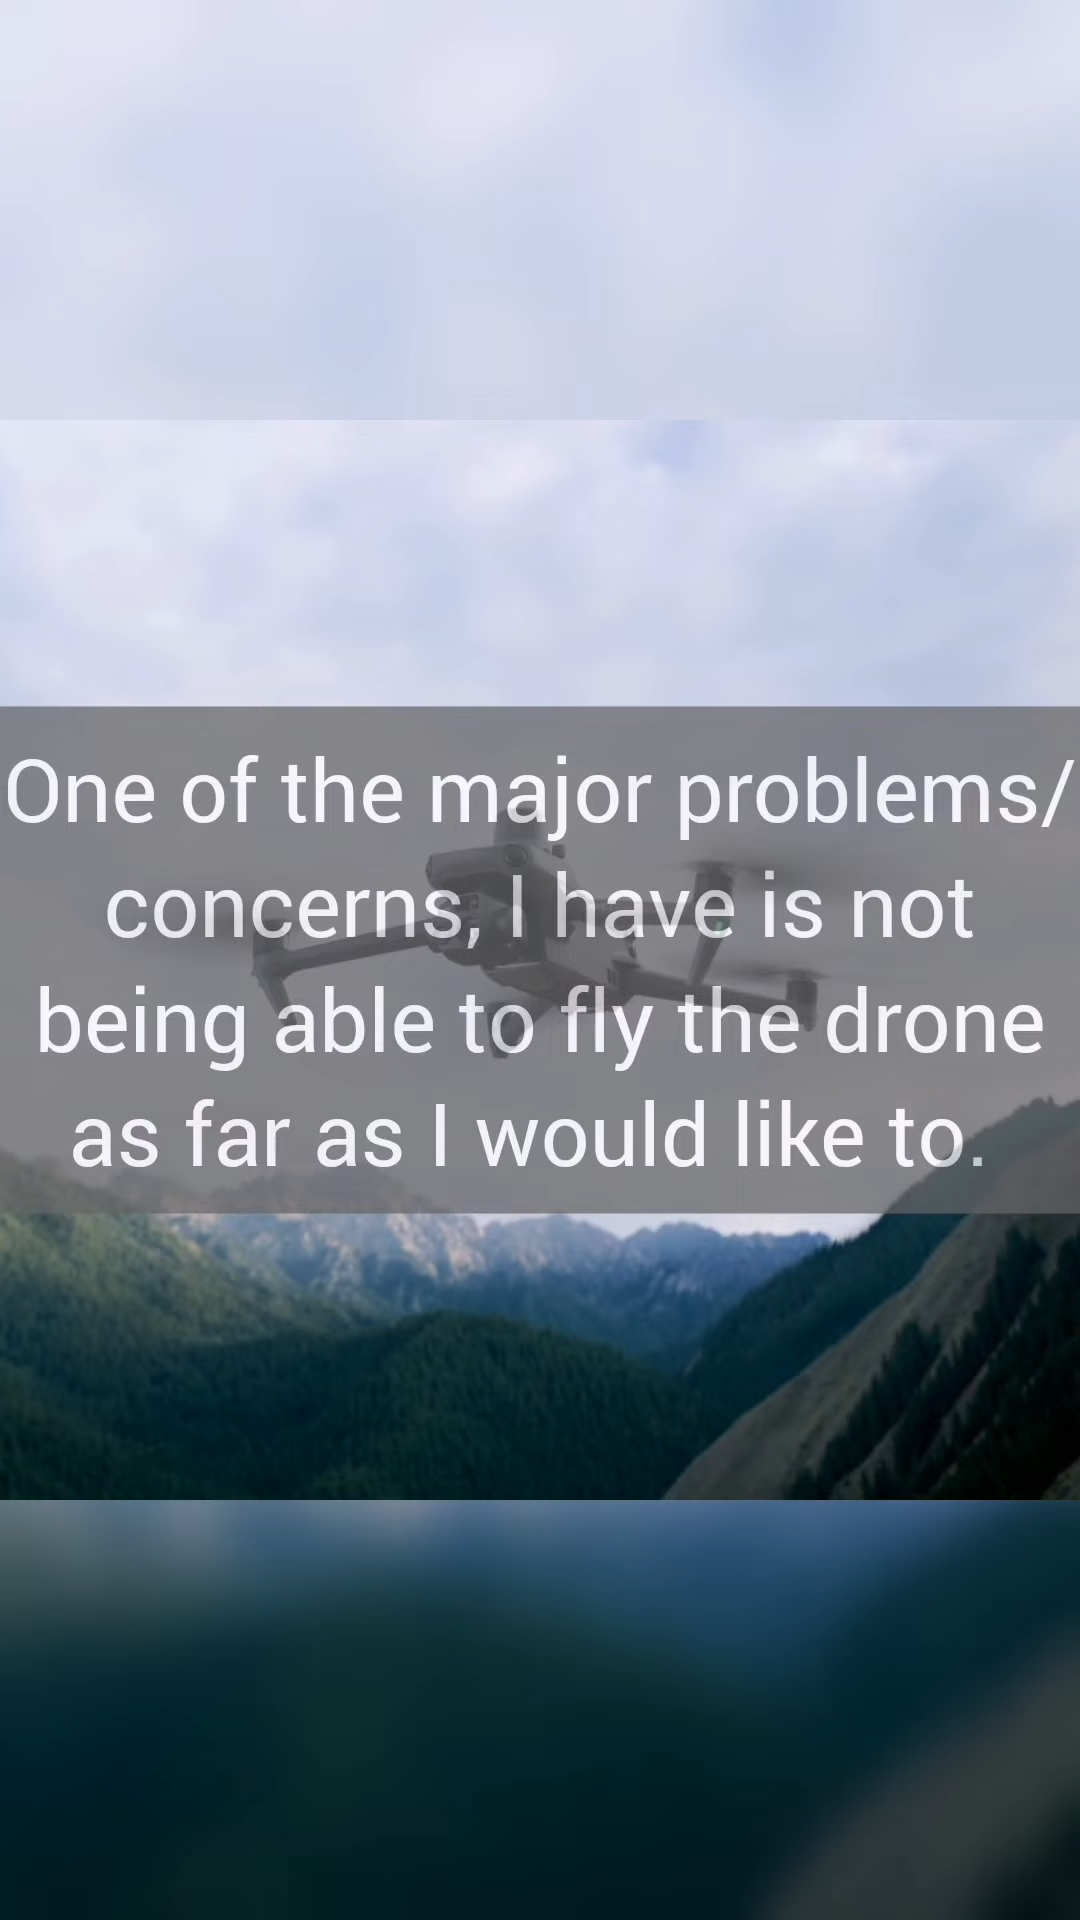 One of the major problems/
concerns, I have is not
being able to fly the drone
as far as I would like to.